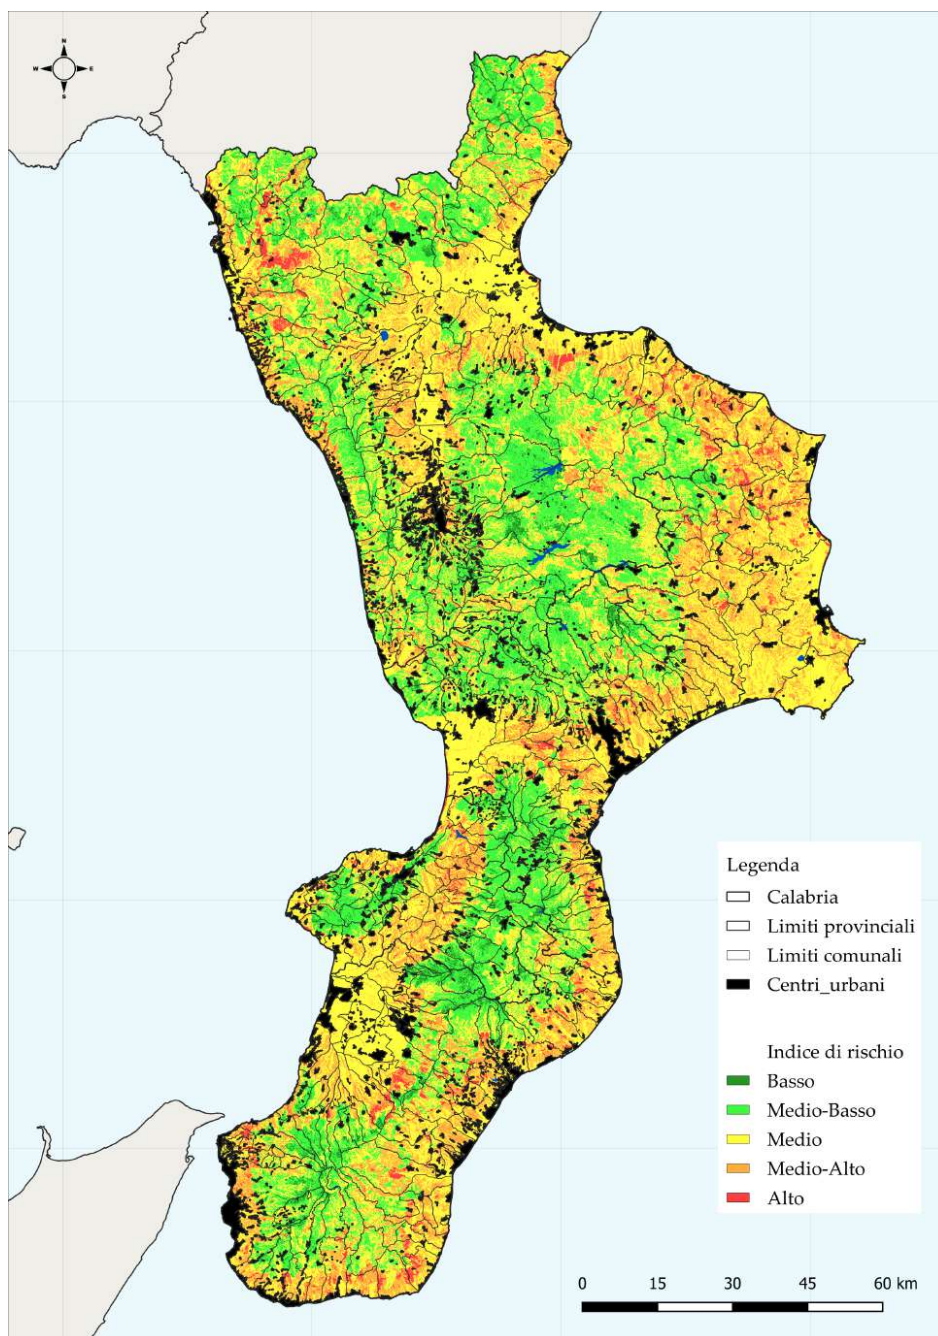 N
W E
S
Legenda
Calabria
Limiti provinciali
Limiti comunali
Centri_urbani
Indice di rischio
Basso
Medio-Basso
Medio
Medio-Alto
Alto
0 15 30 45 60 km